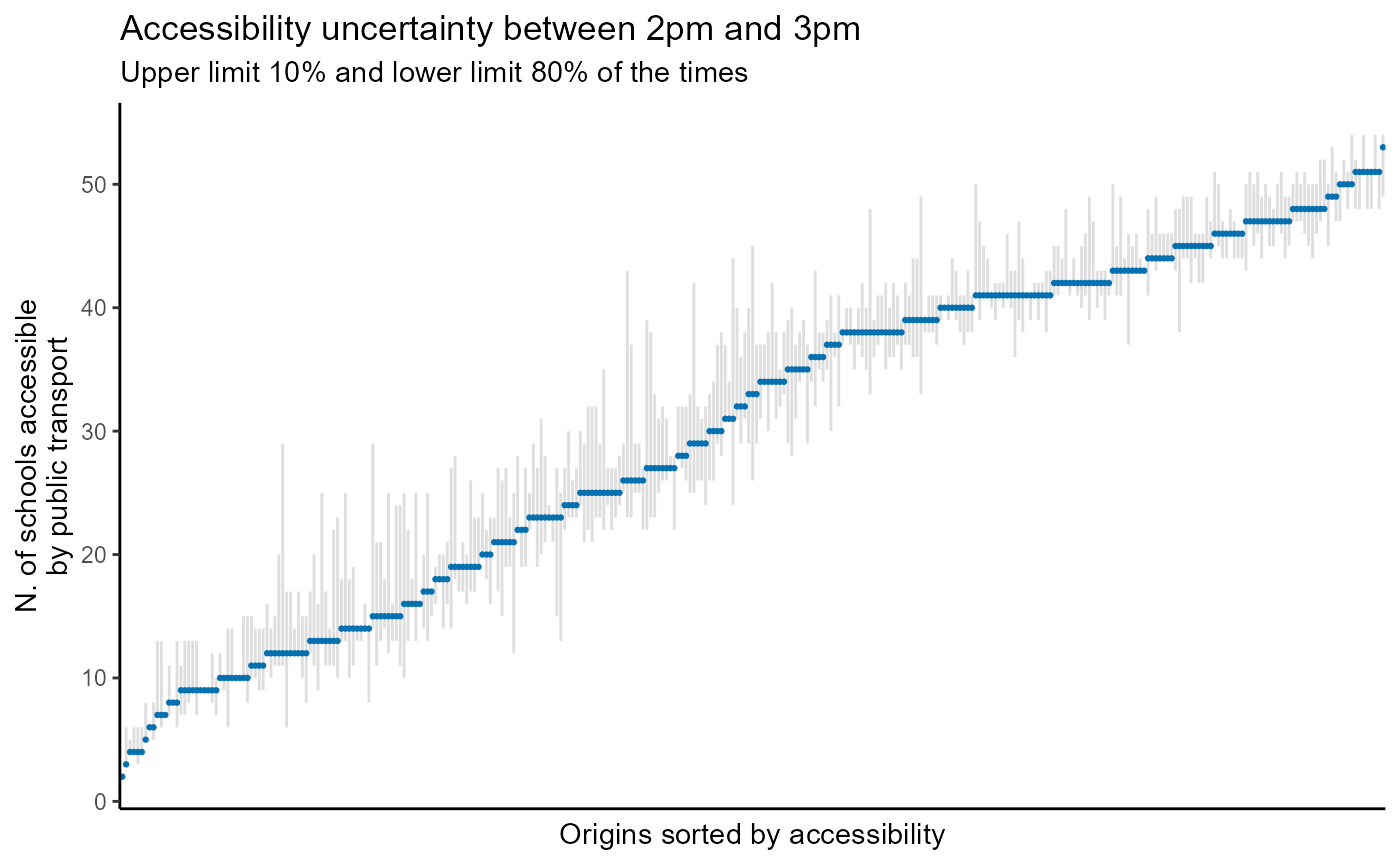 Accessibility uncertainty between 2pm and 3pm
Upper limit 10% and lower limit 80% of the times
N. of schools accessible
by public transport
50
40
30
20
10
0
Origins sorted by accessibility